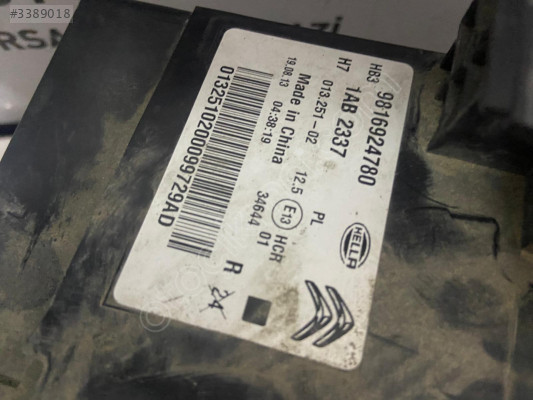 #3389018
HB3 9816924780
H7 1AB 2337
013.251-02 PL
Made in China 12.5 E13 HCR
34644 01
19.08.13 04:38:19
R
24
0132510200099729AD
HELLA